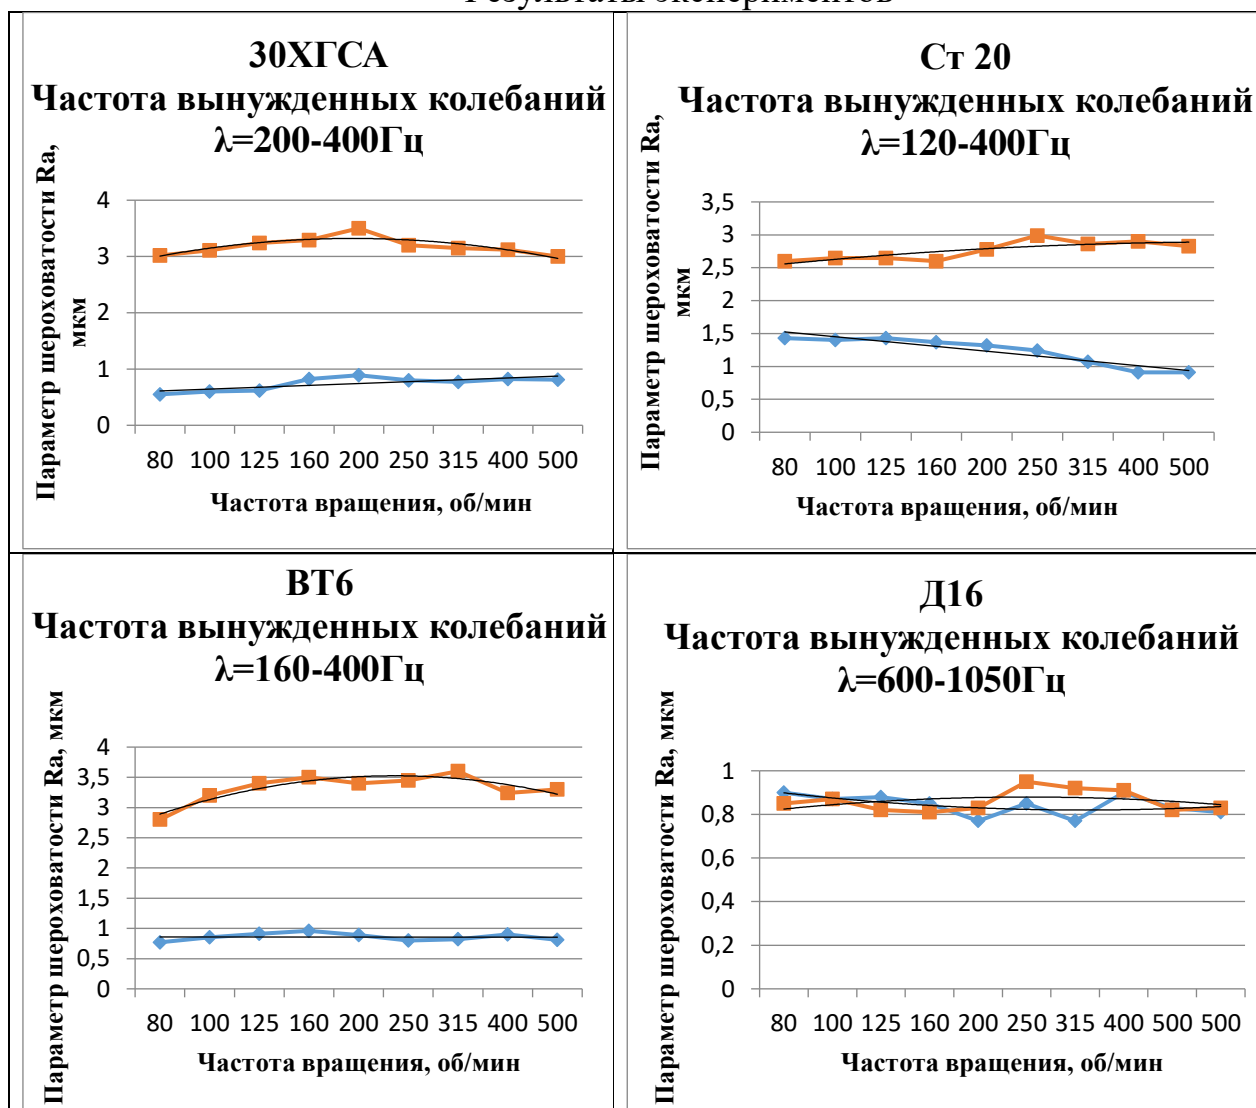 Результаты экспериментов
30ХГСА
Частота вынужденных колебаний
λ=200-400Гц
Параметр шероховатости Ra,
мкм
4
3
2
1
0
80 100 125 160 200 250 315 400 500
Частота вращения, об/мин
Ст 20
Частота вынужденных колебаний
λ=120-400Гц
Параметр шероховатости Ra,
мкм
3,5
3
2,5
2
1,5
1
0,5
0
80 100 125 160 200 250 315 400 500
Частота вращения, об/мин
ВТ6
Частота вынужденных колебаний
λ=160-400Гц
Параметр шероховатости Ra, мкм
4
3,5
3
2,5
2
1,5
1
0,5
0
80 100 125 160 200 250 315 400 500
Частота вращения, об/мин
Д16
Частота вынужденных колебаний
λ=600-1050Гц
Параметр шероховатости Ra, мкм
1
0,8
0,6
0,4
0,2
0
80 100 125 160 200 250 315 400 500 500
Частота вращения, об/мин